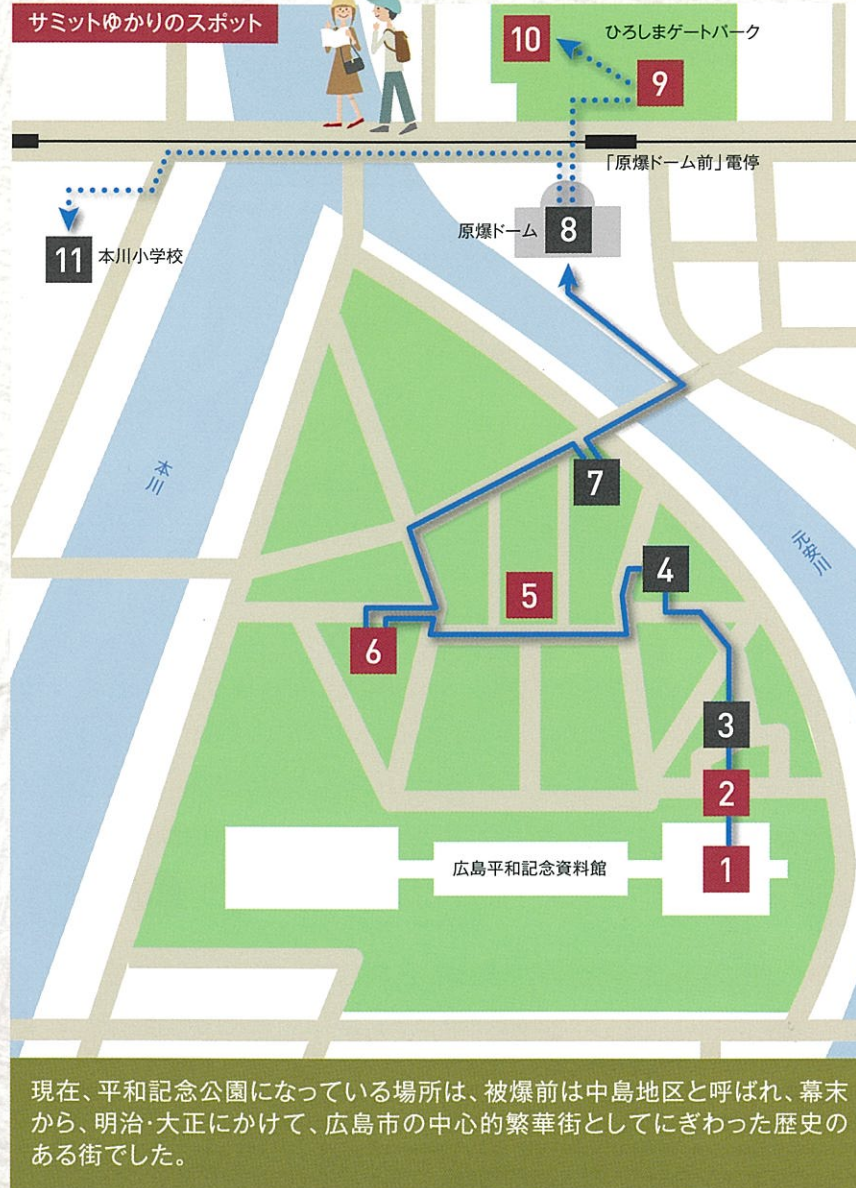 サミットゆかりのスポット
10
ひろしまゲートパーク
9
「原爆ドーム前」電停
原爆ドーム
8
11
本川小学校
本川
7
元安川
4
5
6
3
2
広島平和記念資料館
1
現在、平和記念公園になっている場所は、被爆前は中島地区と呼ばれ、幕末
から、明治・大正にかけて、広島市の中心的繁華街としてにぎわった歴史の
ある街でした。